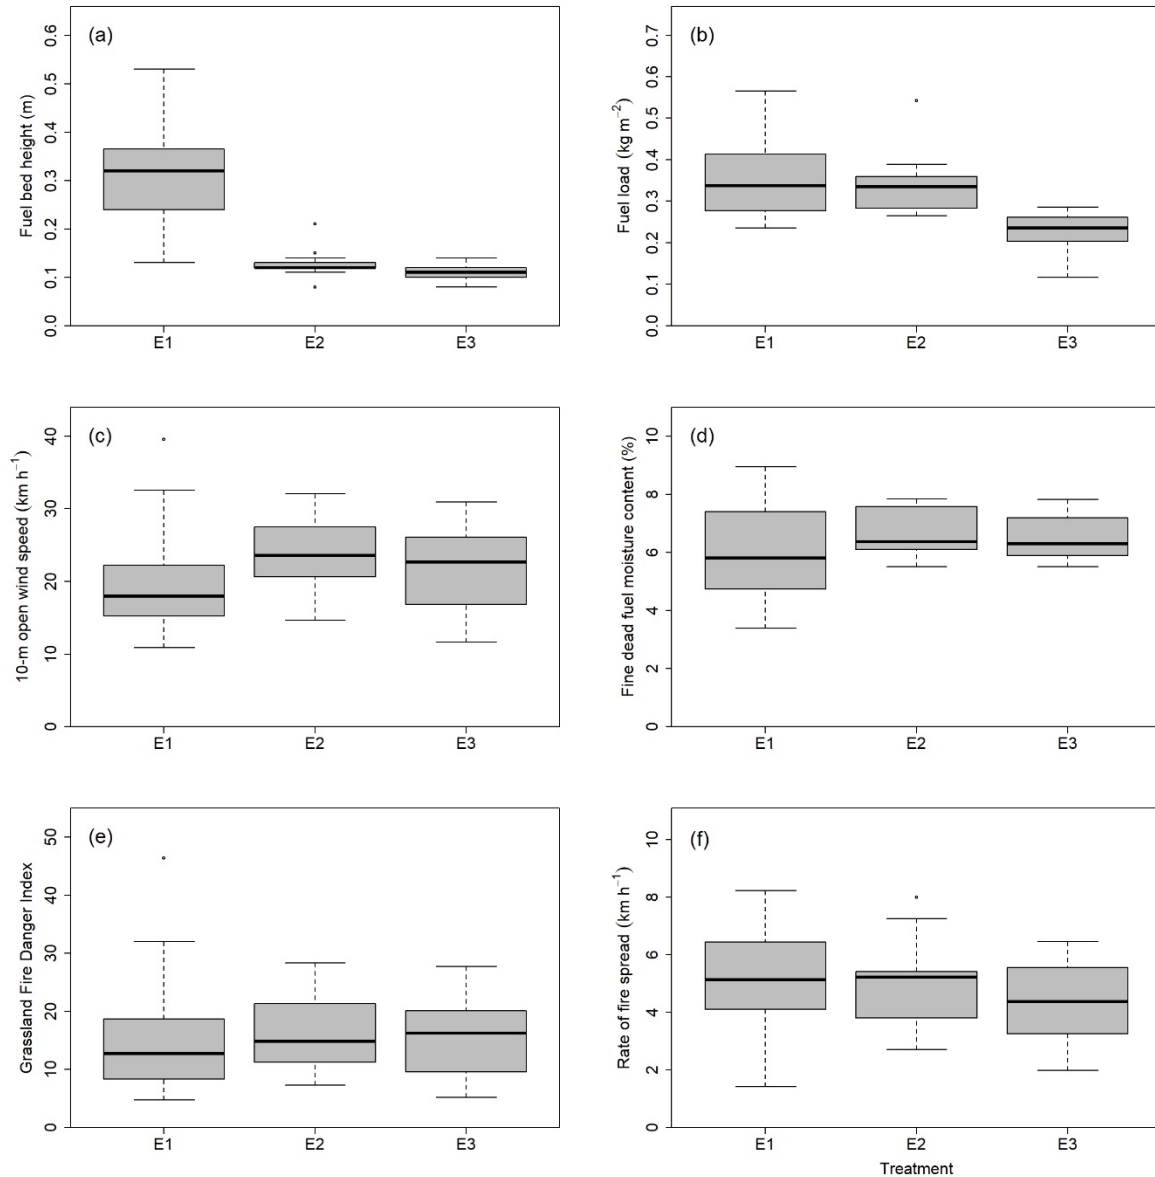 (a)
Fuel bed height (m)
0.0 0.1 0.2 0.3 0.4 0.5 0.6
E1 E2 E3
(b)
Fuel load (kg m⁻²)
0.0 0.1 0.2 0.3 0.4 0.5 0.6 0.7
E1 E2 E3
(c)
10-m open wind speed (km h⁻¹)
0 10 20 30 40
E1 E2 E3
(d)
Fine dead fuel moisture content (%)
0 2 4 6 8 10
E1 E2 E3
(e)
Grassland Fire Danger Index
0 10 20 30 40 50
E1 E2 E3
(f)
Rate of fire spread (km h⁻¹)
0 2 4 6 8 10
E1 E2 E3
Treatment